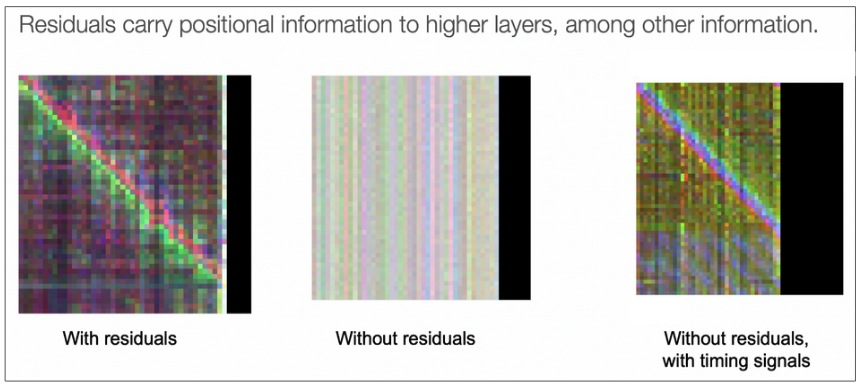 Residuals carry positional information to higher layers, among other information.
With residuals
Without residuals
Without residuals,
with timing signals